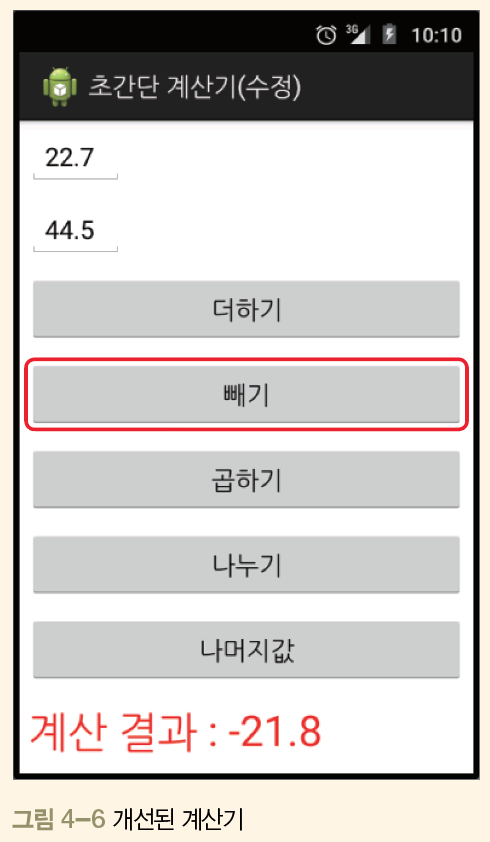 3G 10:10
초간단 계산기(수정)
22.7
44.5
더하기
빼기
곱하기
나누기
나머지값
계산 결과 : -21.8
그림 4-6 개선된 계산기